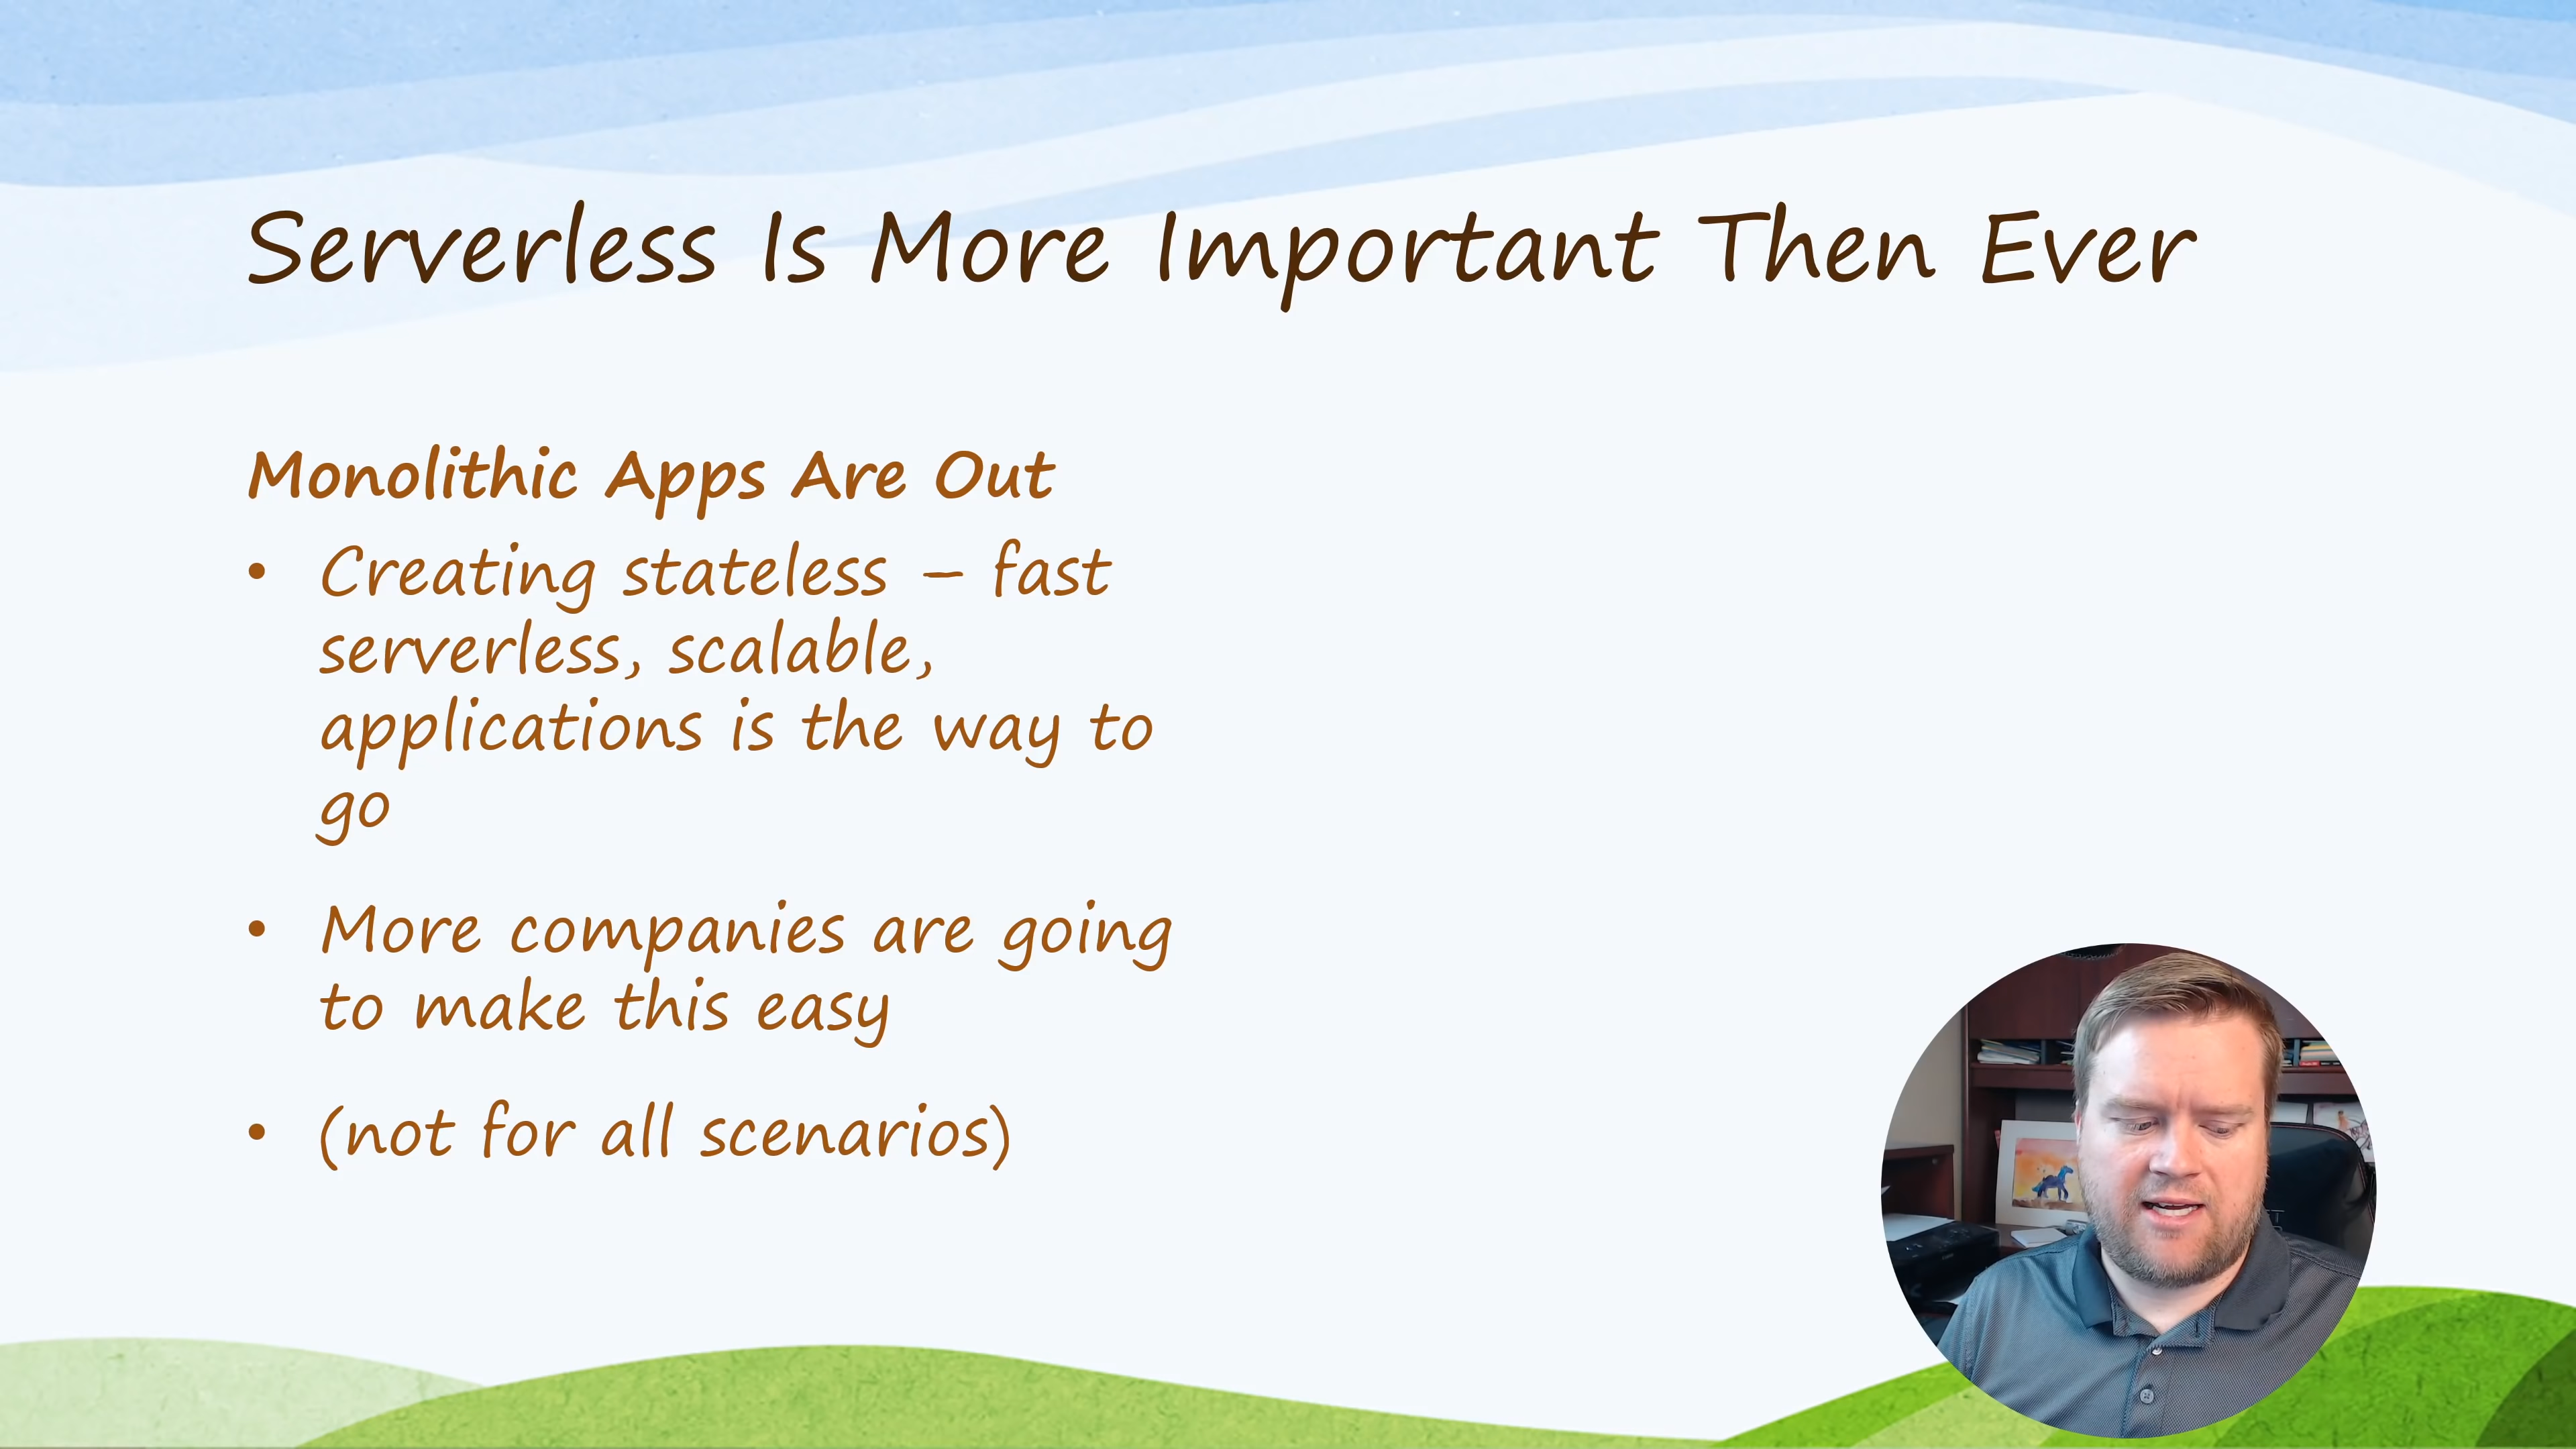 Serverless Is More Important Then Ever
Monolithic Apps Are Out
• Creating stateless – fast
serverless, scalable,
applications is the way to
go
• More companies are going
to make this easy
• (not for all scenarios)